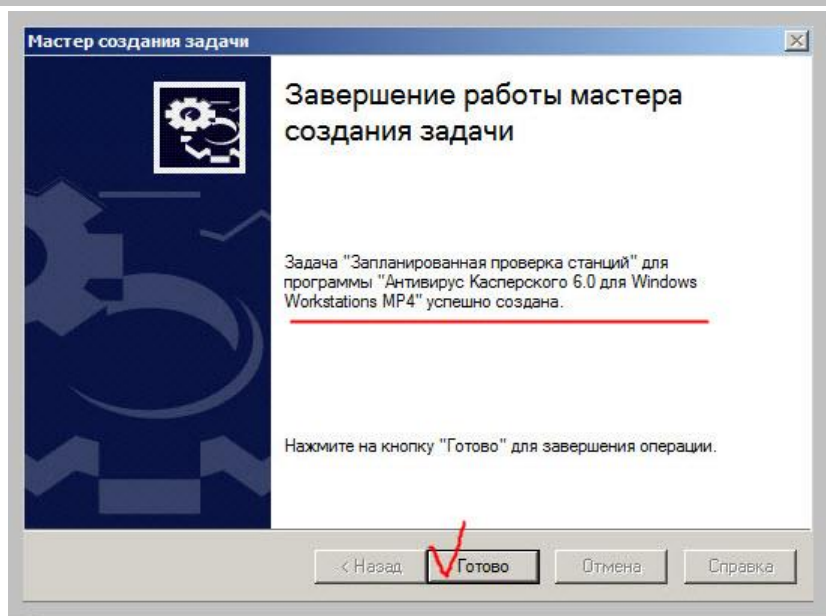 Мастер создания задачи
Завершение работы мастера
создания задачи
Задача "Запланированная проверка станций" для
программы "Антивирус Касперского 6.0 для Windows
Workstations MP4" успешно создана.
Нажмите на кнопку "Готово" для завершения операции.
< Назад Готово Отмена Справка